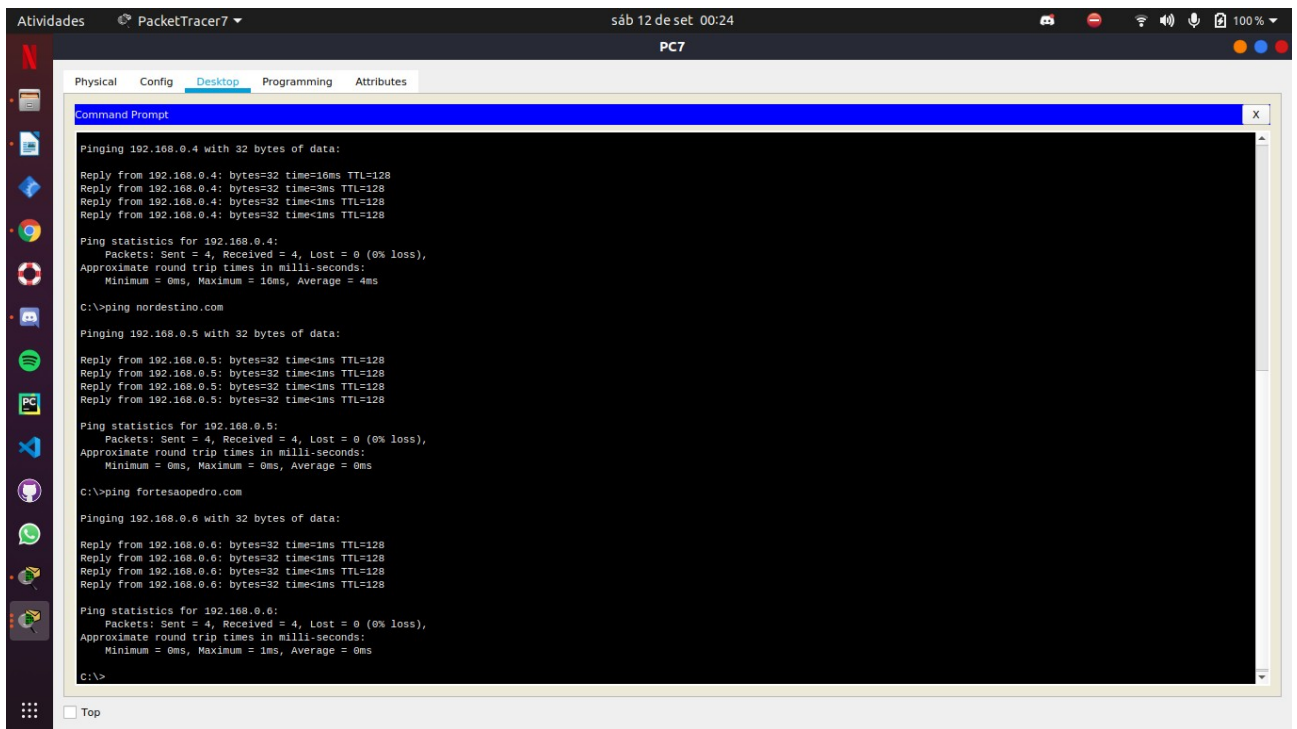 Atividades PacketTracer7 sáb 12 de set 00:24 100 %
PC7
Physical Config Desktop Programming Attributes
Command Prompt X
Pinging 192.168.0.4 with 32 bytes of data:
Reply from 192.168.0.4: bytes=32 time=16ms TTL=128
Reply from 192.168.0.4: bytes=32 time=3ms TTL=128
Reply from 192.168.0.4: bytes=32 time<1ms TTL=128
Reply from 192.168.0.4: bytes=32 time<1ms TTL=128
Ping statistics for 192.168.0.4:
Packets: Sent = 4, Received = 4, Lost = 0 (0% loss),
Approximate round trip times in milli-seconds:
Minimum = 0ms, Maximum = 16ms, Average = 4ms
C:\>ping nordestino.com
Pinging 192.168.0.5 with 32 bytes of data:
Reply from 192.168.0.5: bytes=32 time<1ms TTL=128
Reply from 192.168.0.5: bytes=32 time<1ms TTL=128
Reply from 192.168.0.5: bytes=32 time<1ms TTL=128
Reply from 192.168.0.5: bytes=32 time<1ms TTL=128
Ping statistics for 192.168.0.5:
Packets: Sent = 4, Received = 4, Lost = 0 (0% loss),
Approximate round trip times in milli-seconds:
Minimum = 0ms, Maximum = 0ms, Average = 0ms
C:\>ping fortesaopedro.com
Pinging 192.168.0.6 with 32 bytes of data:
Reply from 192.168.0.6: bytes=32 time=1ms TTL=128
Reply from 192.168.0.6: bytes=32 time<1ms TTL=128
Reply from 192.168.0.6: bytes=32 time<1ms TTL=128
Reply from 192.168.0.6: bytes=32 time<1ms TTL=128
Ping statistics for 192.168.0.6:
Packets: Sent = 4, Received = 4, Lost = 0 (0% loss),
Approximate round trip times in milli-seconds:
Minimum = 0ms, Maximum = 1ms, Average = 0ms
C:\>
Top